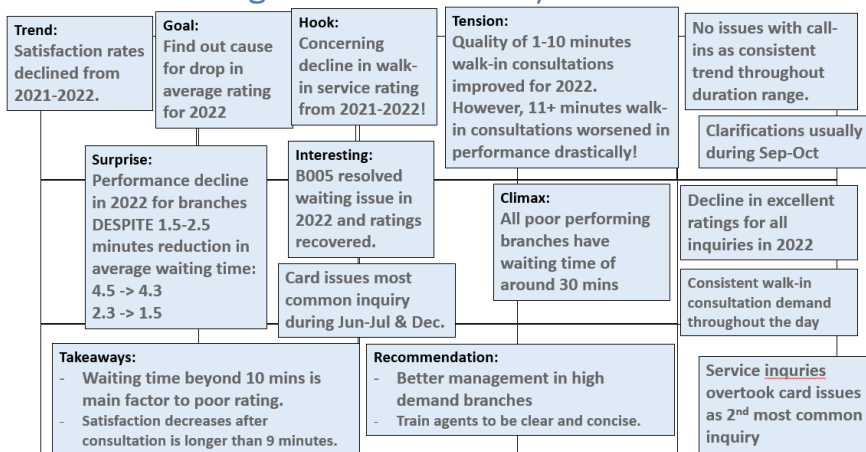 Trend:
Satisfaction rates
declined from
2021-2022.
Goal:
Find out cause
for drop in
average rating
for 2022
Hook:
Concerning
decline in walk-
in service rating
from 2021-2022!
Tension:
Quality of 1-10 minutes
walk-in consultations
improved for 2022.
However, 11+ minutes walk-
in consultations worsened in
performance drastically!
No issues with call-
ins as consistent
trend throughout
duration range.
Clarifications usually
during Sep-Oct
Surprise:
Performance decline
in 2022 for branches
DESPITE 1.5-2.5
minutes reduction in
average waiting time:
4.5 -> 4.3
2.3 -> 1.5
Interesting:
B005 resolved
waiting issue in
2022 and ratings
recovered.
Climax:
All poor performing
branches have
waiting time of
around 30 mins
Decline in excellent
ratings for all
inquiries in 2022
Card issues most
common inquiry
during Jun-Jul & Dec.
Consistent walk-in
consultation demand
throughout the day
Takeaways:
- Waiting time beyond 10 mins is
main factor to poor rating.
- Satisfaction decreases after
consultation is longer than 9 minutes.
Recommendation:
- Better management in high
demand branches
- Train agents to be clear and concise.
Service inquries
overtook card issues
as 2nd most common
inquiry